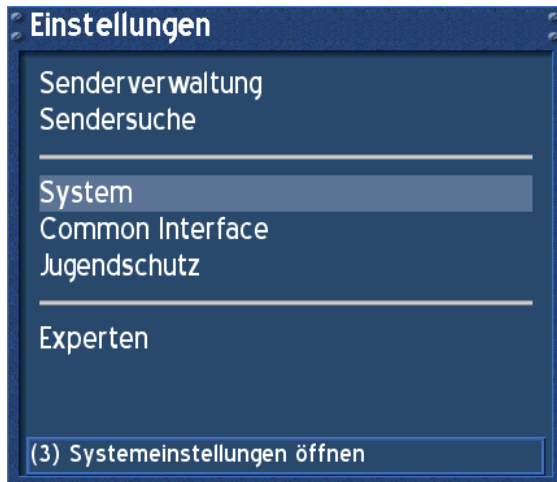 Einstellungen
Senderverwaltung
Sendersuche
System
Common Interface
Jugendschutz
Experten
(3) Systemeinstellungen öffnen